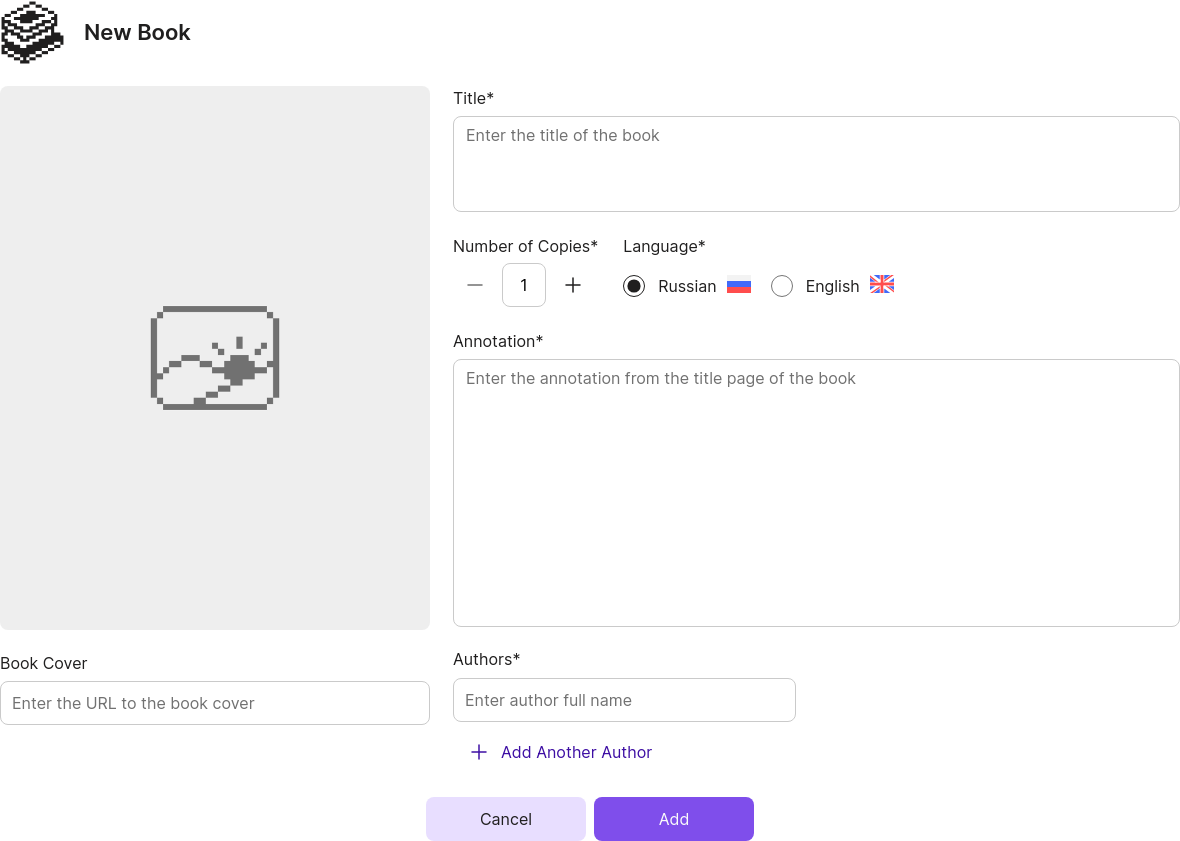 New Book
Title*
Enter the title of the book
Number of Copies*
Language*
1
Russian
English
Annotation*
Enter the annotation from the title page of the book
Book Cover
Enter the URL to the book cover
Authors*
Enter author full name
Add Another Author
Cancel
Add